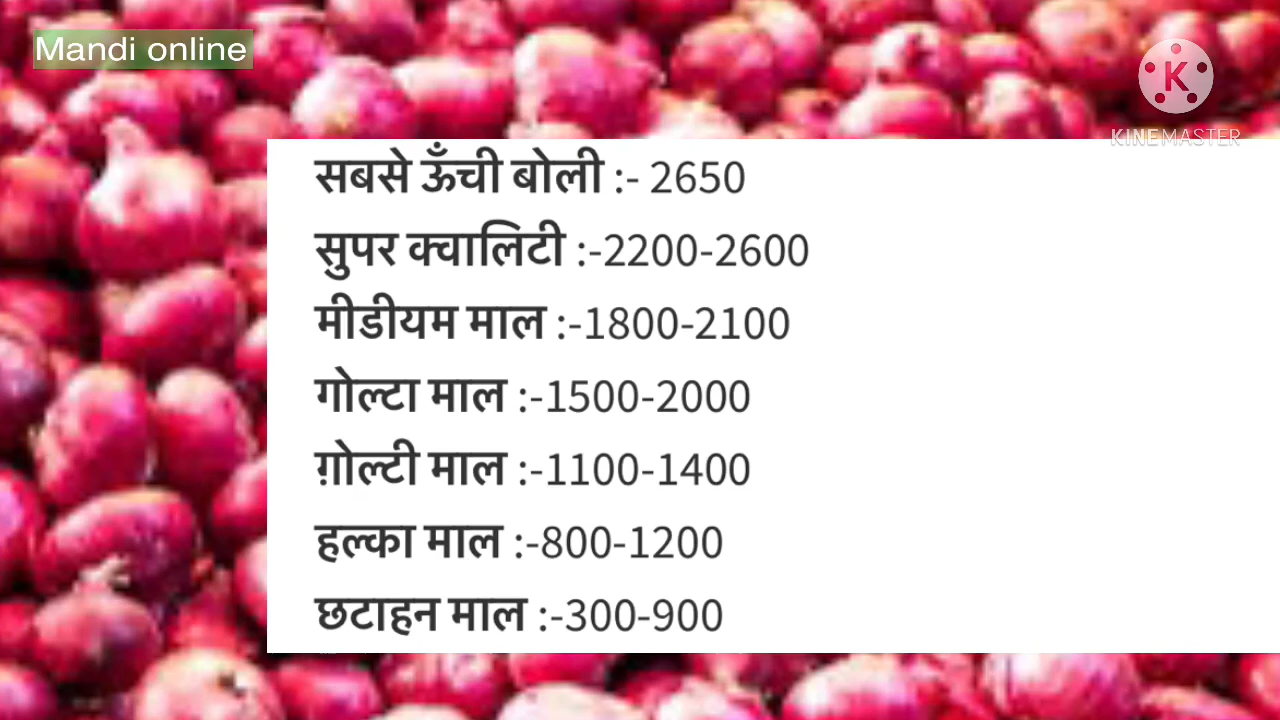 Mandi online
KINEMASTER
सबसे ऊँची बोली :- 2650
सुपर क्वालिटी :-2200-2600
मीडीयम माल :-1800-2100
गोल्टा माल :-1500-2000
ग़ोल्टी माल :-1100-1400
हल्का माल :-800-1200
छटाहन माल :-300-900